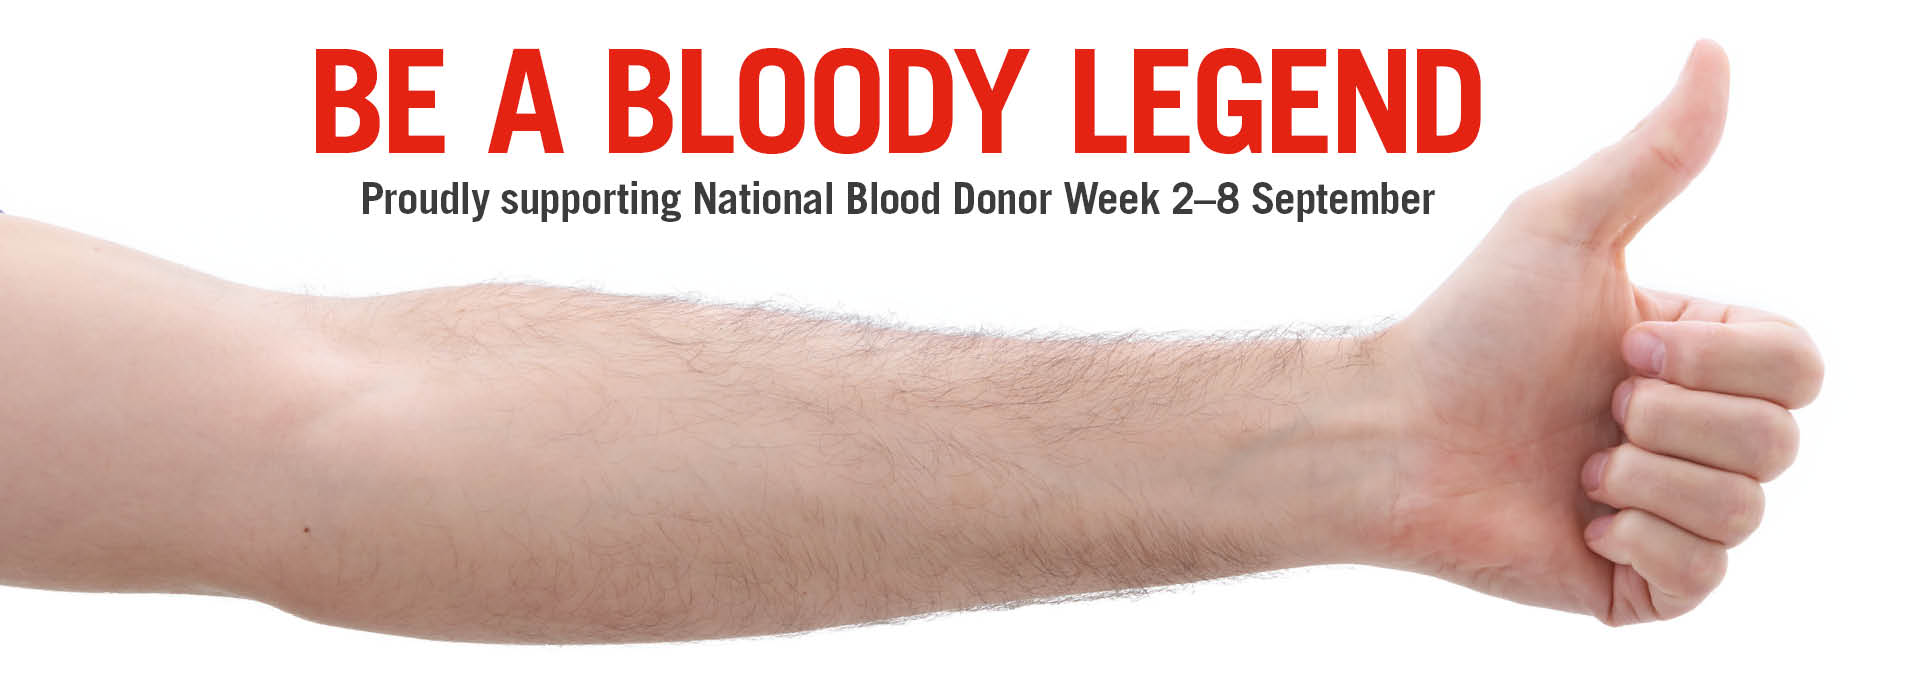 BE A BLOODY LEGEND
Proudly supporting National Blood Donor Week 2–8 September